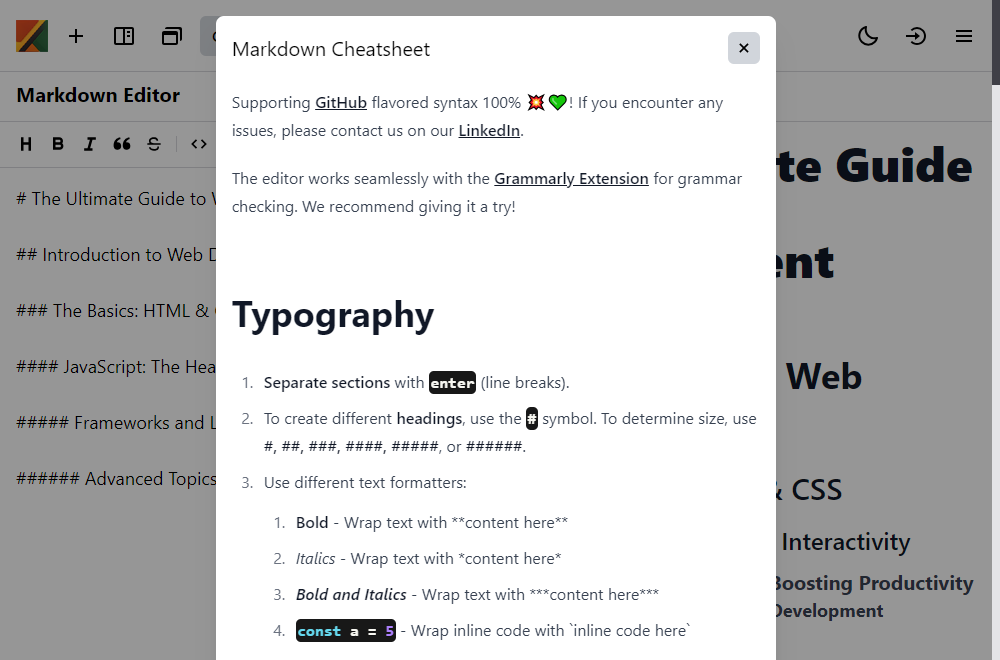 Markdown Cheatsheet
Markdown Editor
Supporting GitHub flavored syntax 100% 💥💚! If you encounter any
issues, please contact us on our LinkedIn.
The editor works seamlessly with the Grammarly Extension for grammar
checking. We recommend giving it a try!
Typography
1. Separate sections with enter (line breaks).
2. To create different headings, use the # symbol. To determine size, use
#, ##, ###, ####, #####, or ######.
3. Use different text formatters:
1. Bold - Wrap text with **content here**
2. Italics - Wrap text with *content here*
3. Bold and Italics - Wrap text with ***content here***
4. const a = 5 - Wrap inline code with `inline code here`
H B I S <>
# The Ultimate Guide to
## Introduction to Web
### The Basics: HTML &
#### JavaScript: The
##### Frameworks and
###### Advanced Topics
Guide
Web
& CSS
Interactivity
Boosting Productivity
Development